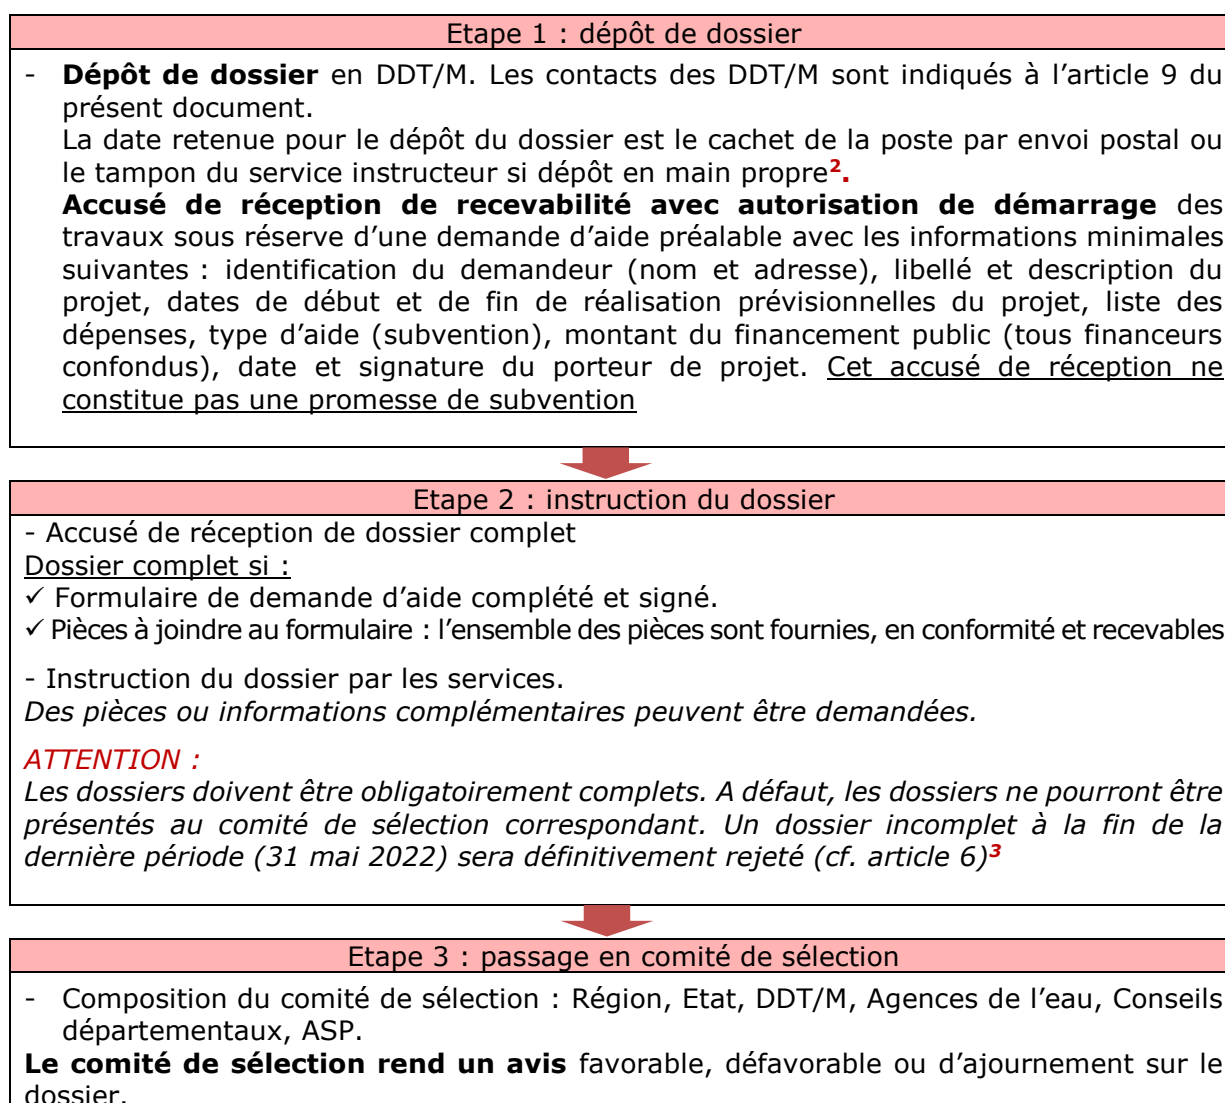 Etape 1 : dépôt de dossier
- Dépôt de dossier en DDT/M. Les contacts des DDT/M sont indiqués à l’article 9 du
présent document.
La date retenue pour le dépôt du dossier est le cachet de la poste par envoi postal ou
le tampon du service instructeur si dépôt en main propre2.
Accusé de réception de recevabilité avec autorisation de démarrage des
travaux sous réserve d’une demande d’aide préalable avec les informations minimales
suivantes : identification du demandeur (nom et adresse), libellé et description du
projet, dates de début et de fin de réalisation prévisionnelles du projet, liste des
dépenses, type d’aide (subvention), montant du financement public (tous financeurs
confondus), date et signature du porteur de projet. Cet accusé de réception ne
constitue pas une promesse de subvention
Etape 2 : instruction du dossier
- Accusé de réception de dossier complet
Dossier complet si :
✓ Formulaire de demande d’aide complété et signé.
✓ Pièces à joindre au formulaire : l’ensemble des pièces sont fournies, en conformité et recevables
- Instruction du dossier par les services.
Des pièces ou informations complémentaires peuvent être demandées.
ATTENTION :
Les dossiers doivent être obligatoirement complets. A défaut, les dossiers ne pourront être
présentés au comité de sélection correspondant. Un dossier incomplet à la fin de la
dernière période (31 mai 2022) sera définitivement rejeté (cf. article 6)3
Etape 3 : passage en comité de sélection
- Composition du comité de sélection : Région, Etat, DDT/M, Agences de l’eau, Conseils
départementaux, ASP.
Le comité de sélection rend un avis favorable, défavorable ou d’ajournement sur le
dossier.